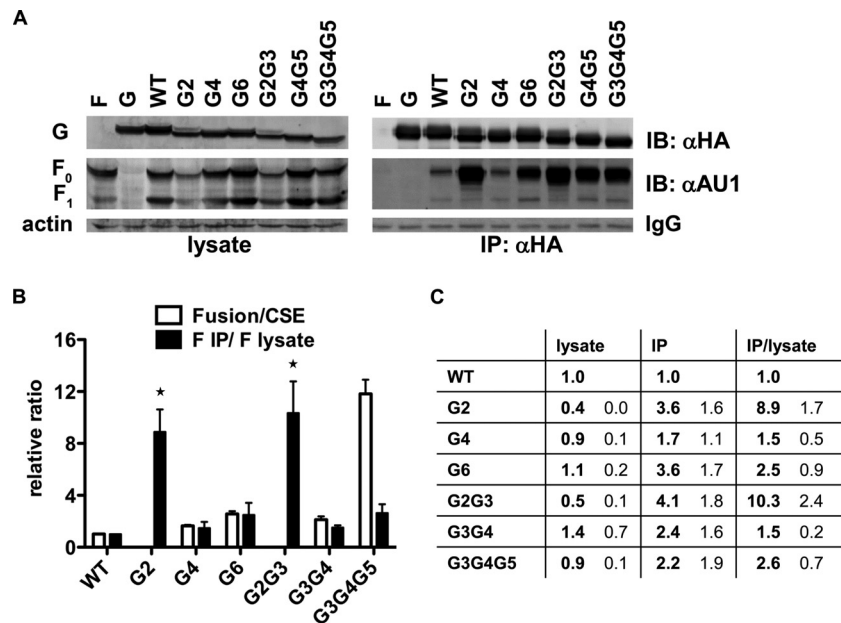 A
F G WT G2 G4 G6 G2G3 G4G5 G3G4G5
F G WT G2 G4 G6 G2G3 G4G5 G3G4G5
G
IB: αHA
F0
F1
IB: αAU1
actin
IgG
lysate
IP: αHA
B
Fusion/CSE
F IP/ F lysate
relative ratio
16
12
8
4
0
WT G2 G4 G6 G2G3 G3G4 G3G4G5
C
lysate IP IP/lysate
WT 1.0 1.0 1.0
G2 0.4 0.0 3.6 1.6 8.9 1.7
G4 0.9 0.1 1.7 1.1 1.5 0.5
G6 1.1 0.2 3.6 1.7 2.5 0.9
G2G3 0.5 0.1 4.1 1.8 10.3 2.4
G3G4 1.4 0.7 2.4 1.6 1.5 0.2
G3G4G5 0.9 0.1 2.2 1.9 2.6 0.7